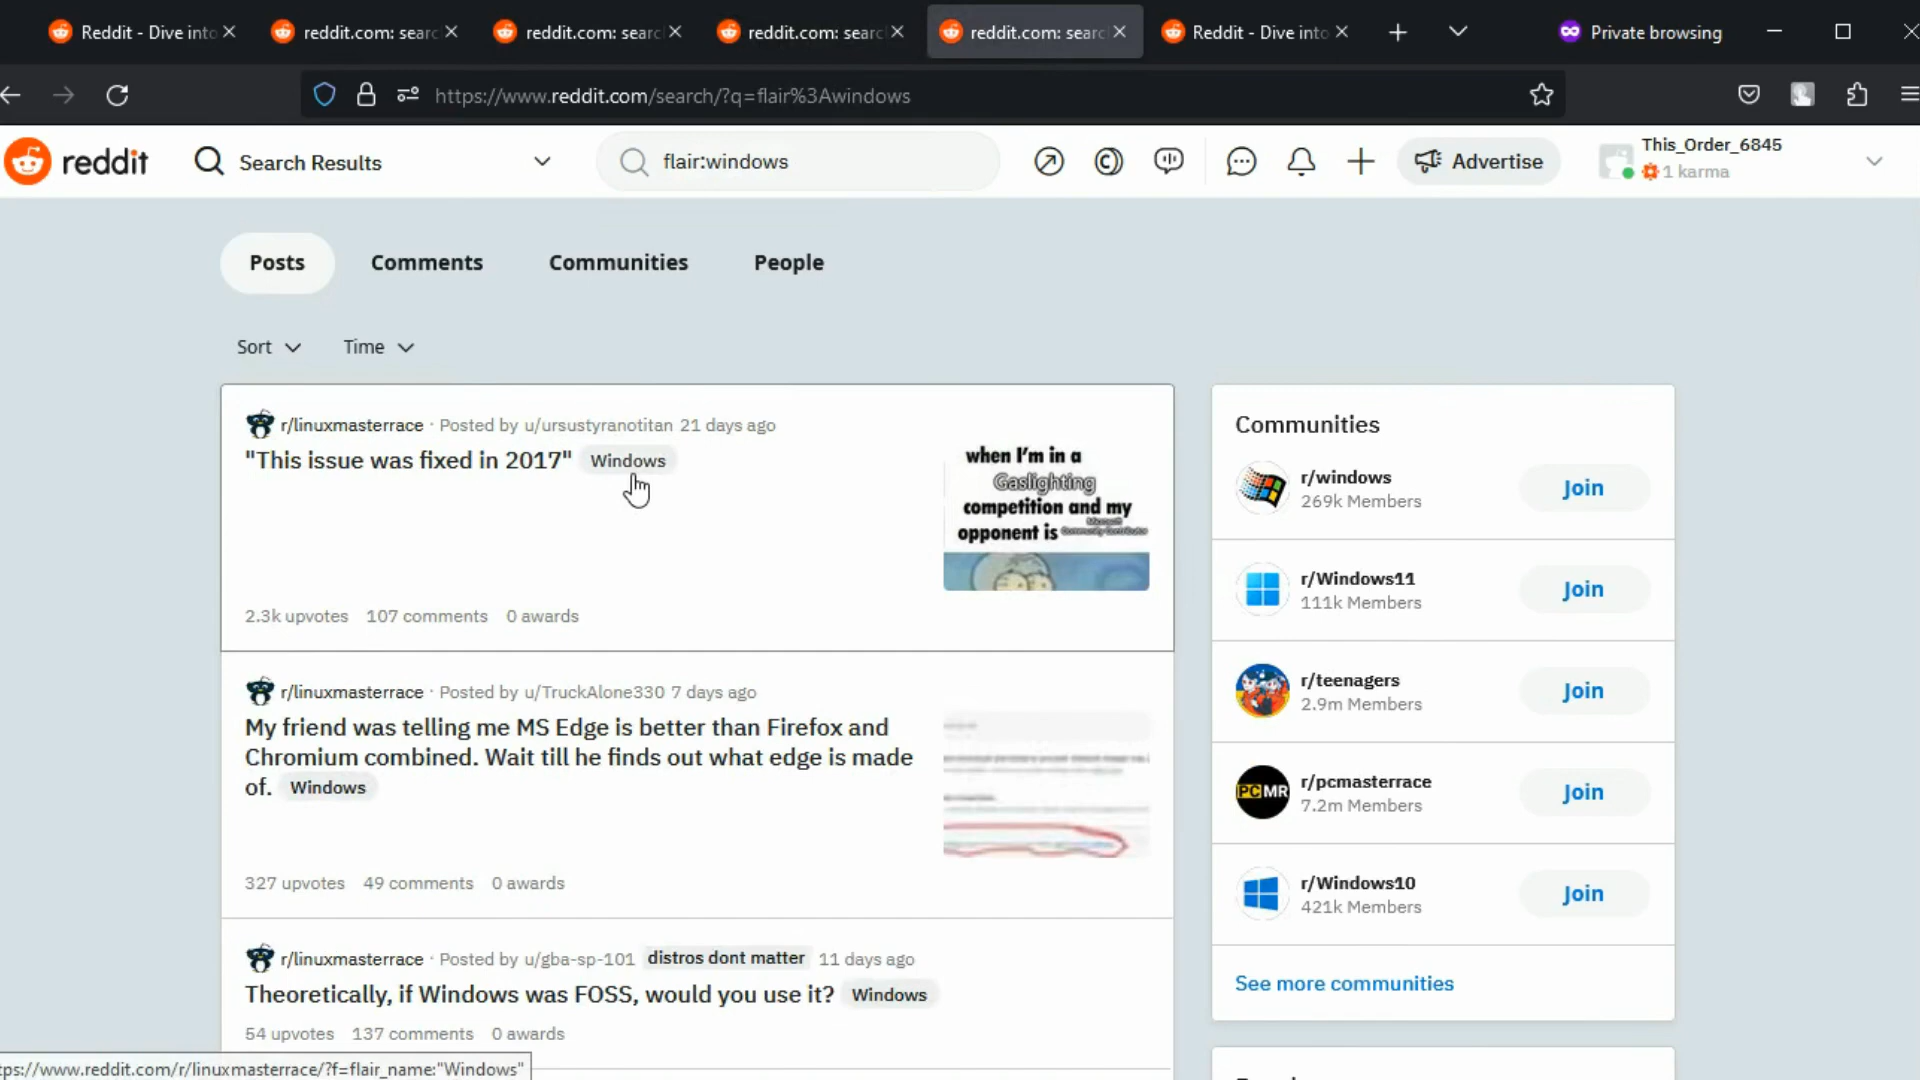 Reddit - Dive into
reddit.com: searc
reddit.com: searc
reddit.com: searc
reddit.com: searc
Reddit - Dive into
Private browsing
https://www.reddit.com/search/?q=flair%3Awindows
reddit
Search Results
flair:windows
Advertise
This_Order_6845
1 karma
Posts
Comments
Communities
People
Sort
Time
r/linuxmasterrace · Posted by u/ursustyranotitan 21 days ago
"This issue was fixed in 2017" Windows
when I'm in a
Gaslighting
competition and my
opponent is
2.3k upvotes 107 comments 0 awards
r/linuxmasterrace · Posted by u/TruckAlone330 7 days ago
My friend was telling me MS Edge is better than Firefox and
Chromium combined. Wait till he finds out what edge is made
of. Windows
327 upvotes 49 comments 0 awards
r/linuxmasterrace · Posted by u/gba-sp-101 distros dont matter 11 days ago
Theoretically, if Windows was FOSS, would you use it? Windows
54 upvotes 137 comments 0 awards
Communities
r/windows
269k Members
Join
r/Windows11
111k Members
Join
r/teenagers
2.9m Members
Join
PCMR
r/pcmasterrace
7.2m Members
Join
r/Windows10
421k Members
Join
See more communities
tps://www.reddit.com/r/linuxmasterrace/?f=flair_name:"Windows"